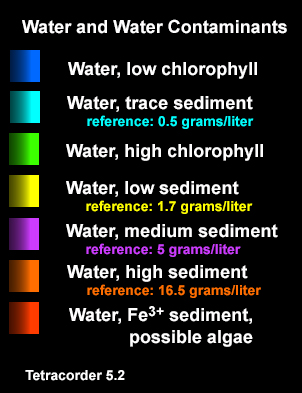 Water and Water Contaminants
Water, low chlorophyll
Water, trace sediment
reference: 0.5 grams/liter
Water, high chlorophyll
Water, low sediment
reference: 1.7 grams/liter
Water, medium sediment
reference: 5 grams/liter
Water, high sediment
reference: 16.5 grams/liter
Water, Fe³⁺ sediment,
possible algae
Tetracorder 5.2